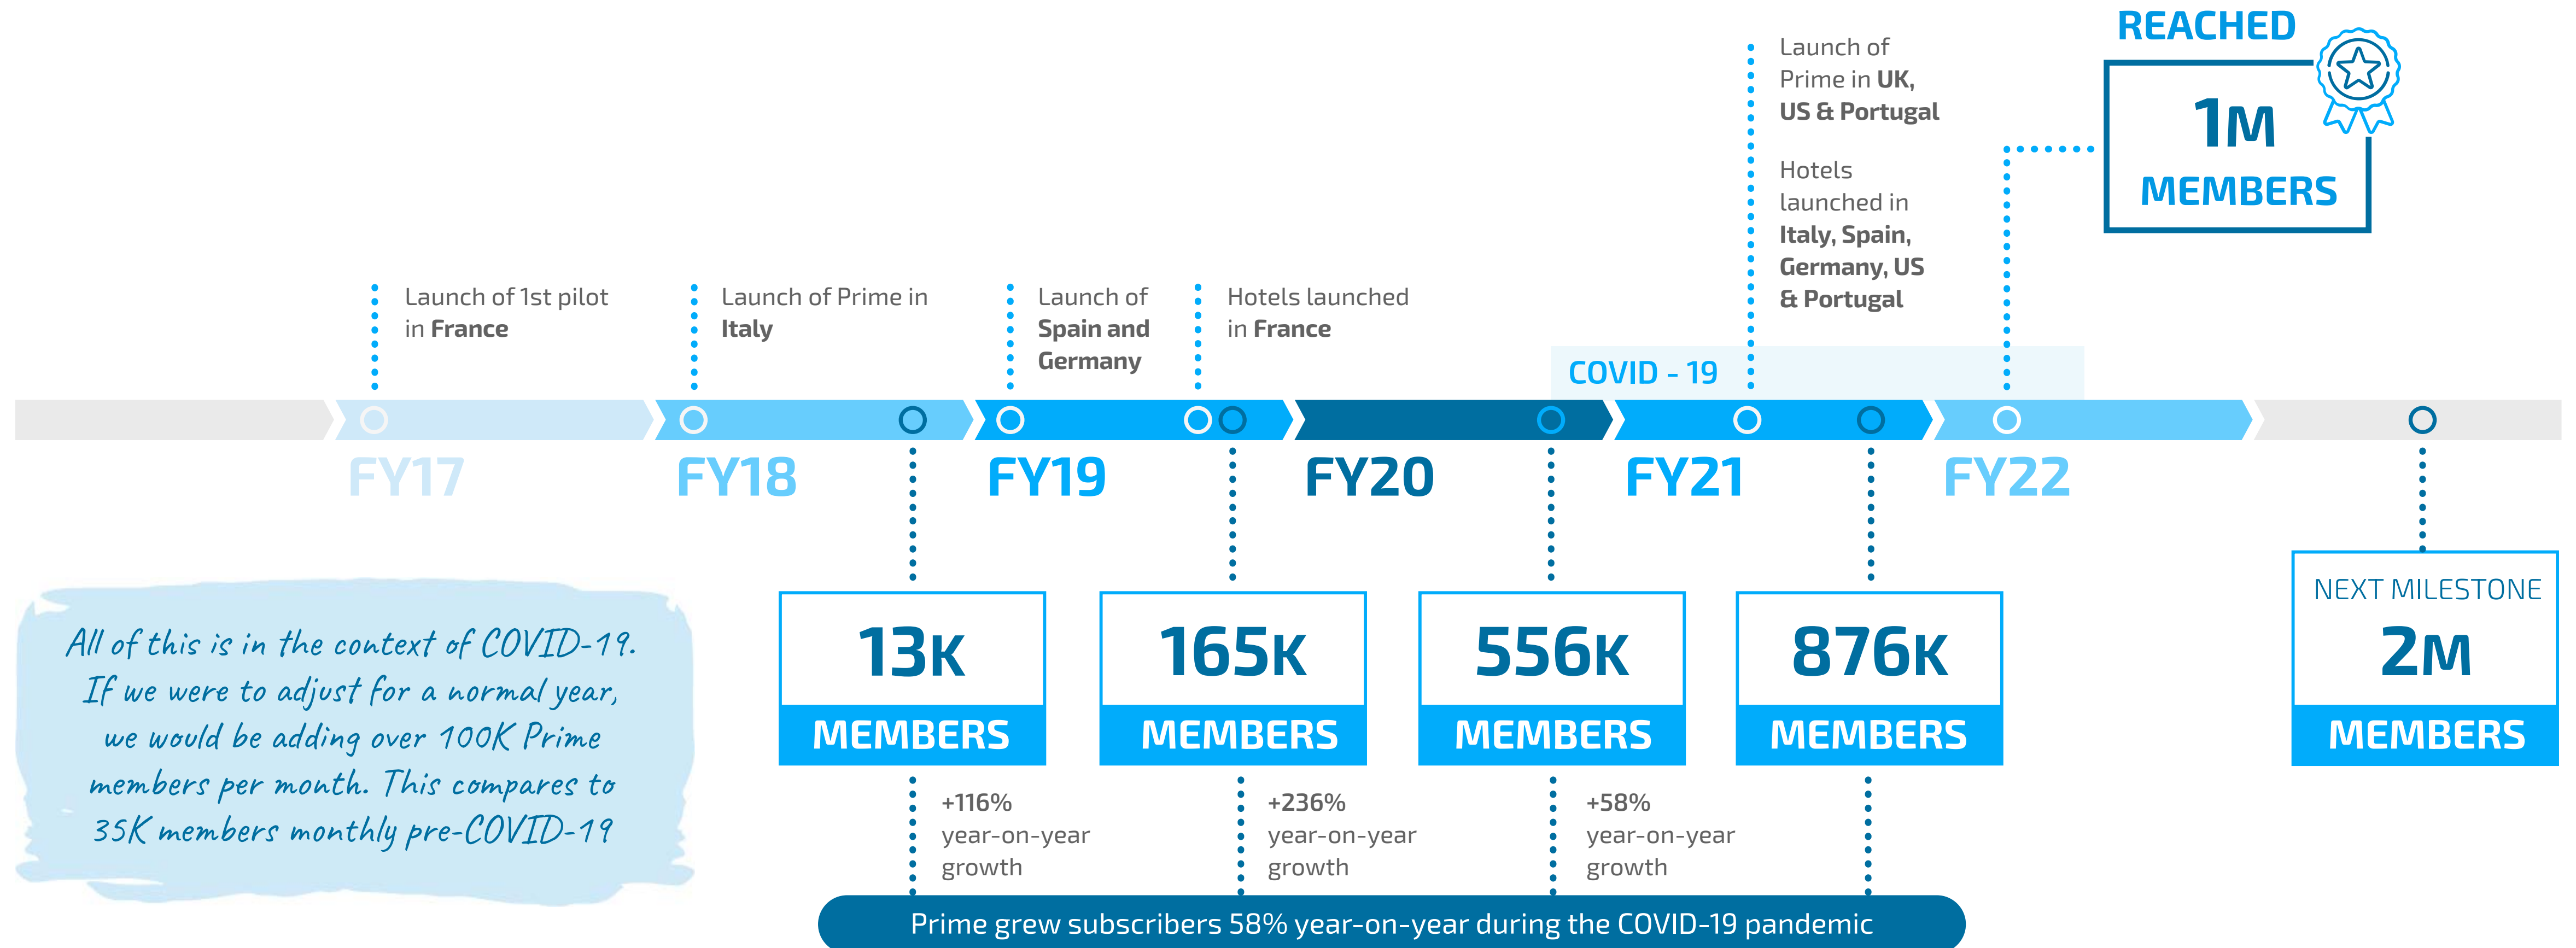 REACHED
1M
MEMBERS
Launch of
Prime in UK,
US & Portugal
Hotels
launched in
Italy, Spain,
Germany, US
& Portugal
Launch of 1st pilot
in France
Launch of Prime in
Italy
Launch of
Spain and
Germany
Hotels launched
in France
COVID - 19
FY17
FY18
FY19
FY20
FY21
FY22
All of this is in the context of COVID-19.
If we were to adjust for a normal year,
we would be adding over 100K Prime
members per month. This compares to
35K members monthly pre-COVID-19
13K
MEMBERS
165K
MEMBERS
556K
MEMBERS
876K
MEMBERS
NEXT MILESTONE
2M
MEMBERS
+116%
year-on-year
growth
+236%
year-on-year
growth
+58%
year-on-year
growth
Prime grew subscribers 58% year-on-year during the COVID-19 pandemic